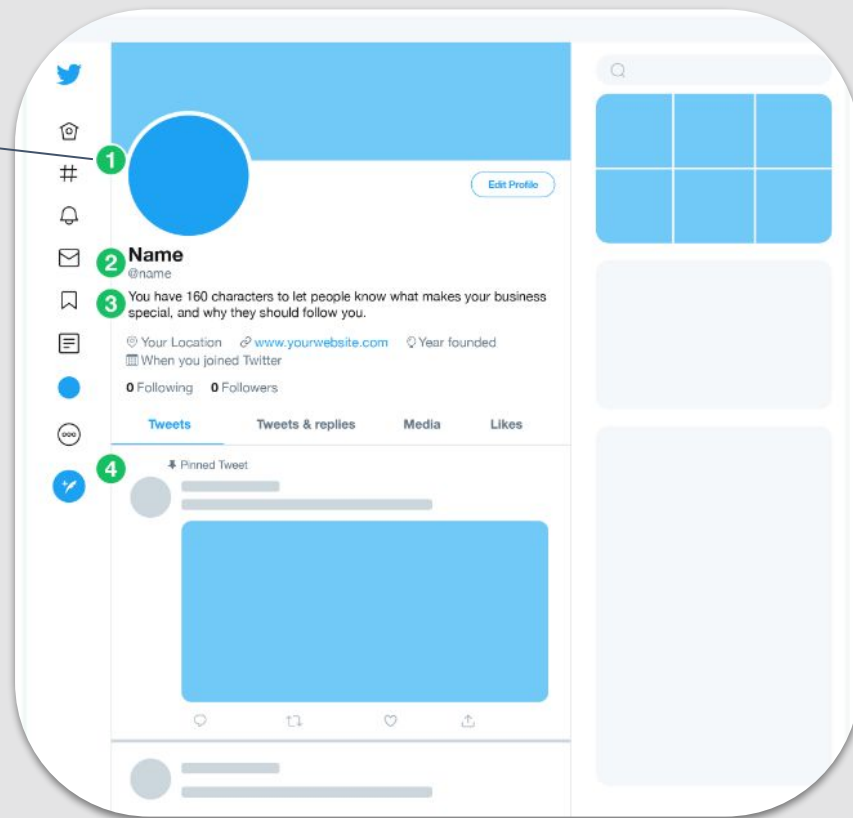 1
Edit Profile
2 Name
@name
3 You have 160 characters to let people know what makes your business
special, and why they should follow you.
Your Location www.yourwebsite.com Year founded
When you joined Twitter
0 Following 0 Followers
Tweets Tweets & replies Media Likes
4 Pinned Tweet